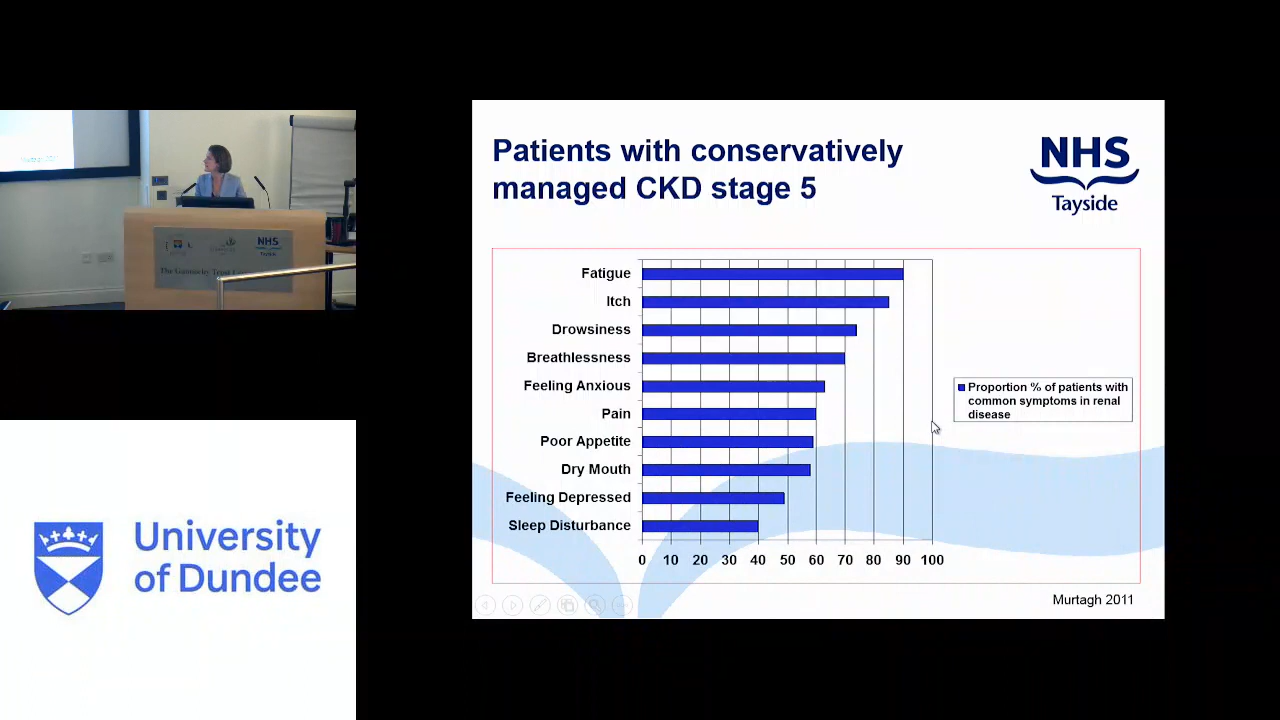 Patients with conservatively
managed CKD stage 5
NHS
Tayside
Fatigue
Itch
Drowsiness
Breathlessness
Feeling Anxious
Pain
Poor Appetite
Dry Mouth
Feeling Depressed
Sleep Disturbance
0 10 20 30 40 50 60 70 80 90 100
Proportion % of patients with
common symptoms in renal
disease
Murtagh 2011
NHS
University
of Dundee